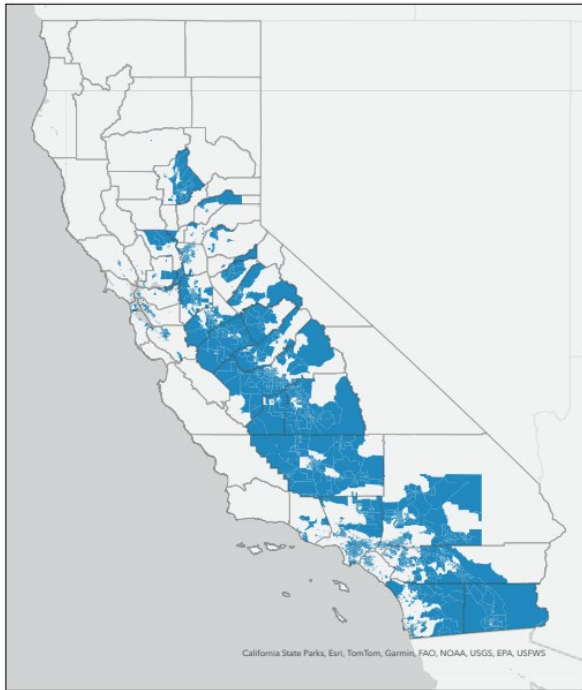 California State Parks, Esri, TomTom, Garmin, FAO, NOAA, USGS, EPA, USFWS